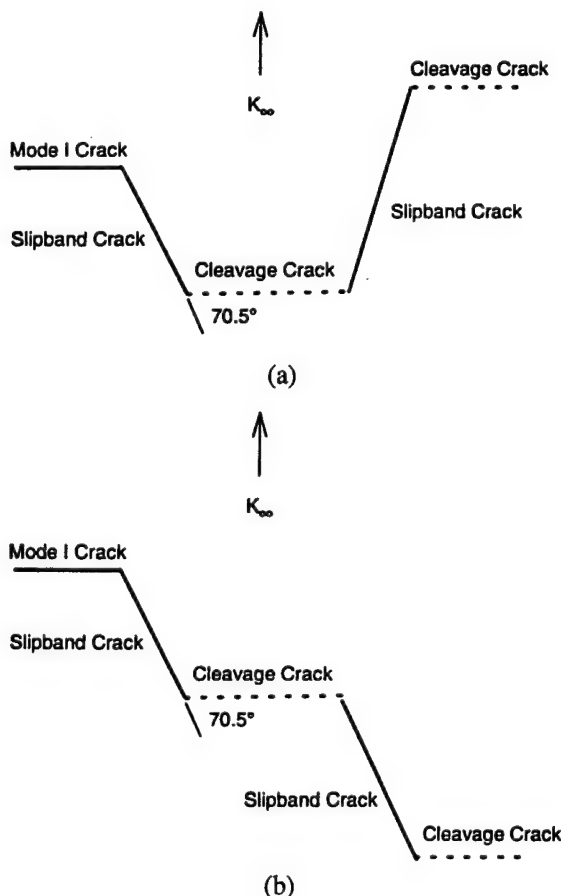 Cleavage Crack
K∞
Mode I Crack
Slipband Crack
Slipband Crack
Cleavage Crack
70.5°
(a)
K∞
Mode I Crack
Slipband Crack
Cleavage Crack
70.5°
Slipband Crack
Cleavage Crack
(b)